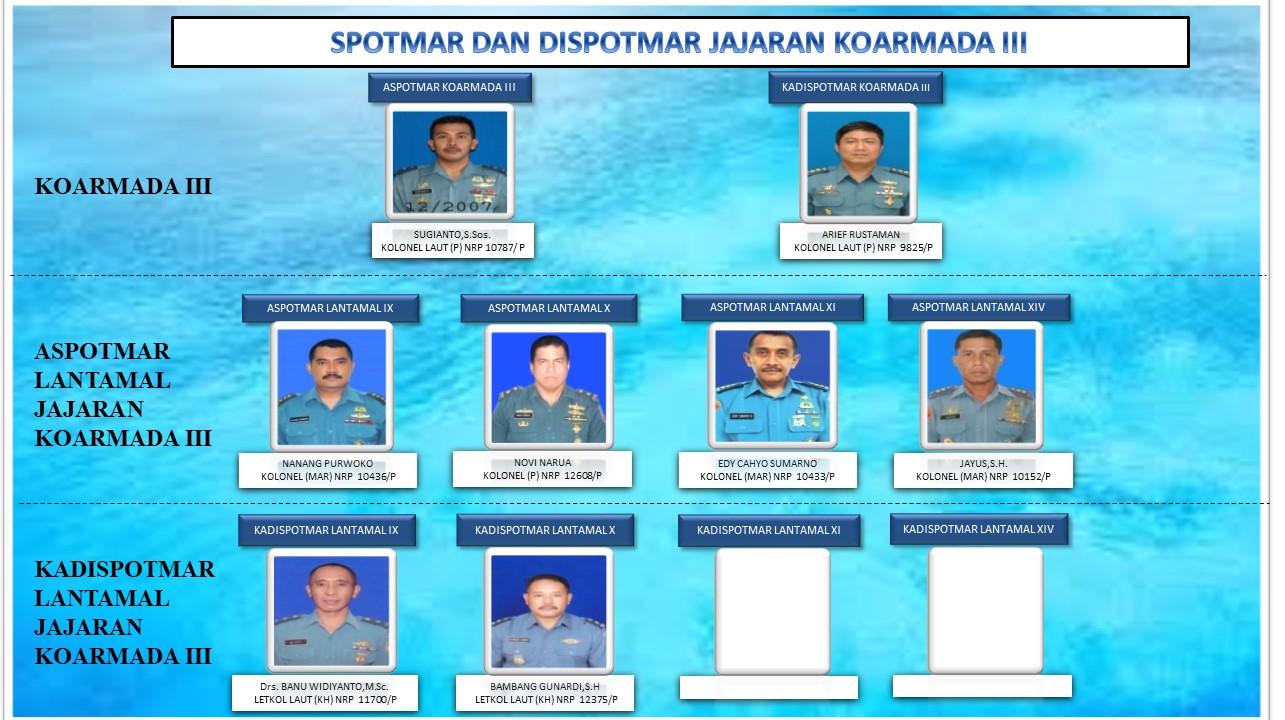 SPOTMAR DAN DISPOTMAR JAJARAN KOARMADA III
ASPOTMAR KOARMADA III
KADISPOTMAR KOARMADA III
KOARMADA III
12/2007
SUGIANTO,S.Sos.
KOLONEL LAUT (P) NRP 10787/ P
ARIEF RUSTAMAN
KOLONEL LAUT (P) NRP 9825/P
ASPOTMAR
LANTAMAL
JAJARAN
KOARMADA III
ASPOTMAR LANTAMAL IX
ASPOTMAR LANTAMAL X
ASPOTMAR LANTAMAL XI
ASPOTMAR LANTAMAL XIV
NANANG PURWOKO
KOLONEL (MAR) NRP 10436/P
NOVI NARUA
KOLONEL (P) NRP 12608/P
EDY CAHYO SUMARNO
KOLONEL (MAR) NRP 10433/P
JAYUS,S.H.
KOLONEL (MAR) NRP 10152/P
KADISPOTMAR
LANTAMAL
JAJARAN
KOARMADA III
KADISPOTMAR LANTAMAL IX
KADISPOTMAR LANTAMAL X
KADISPOTMAR LANTAMAL XI
KADISPOTMAR LANTAMAL XIV
Drs. BANU WIDIYANTO,M.Sc.
LETKOL LAUT (KH) NRP 11700/P
BAMBANG GUNARDI,S.H
LETKOL LAUT (KH) NRP 12375/P